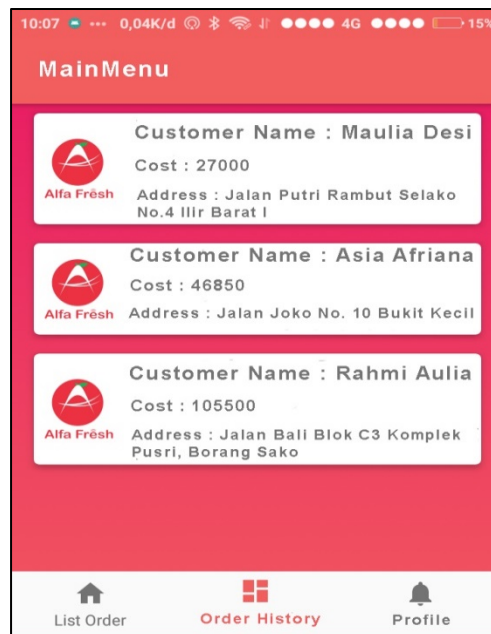 10:07 ... 0,04K/d 4G 15%
MainMenu
Customer Name : Maulia Desi
Cost : 27000
Alfa Frēsh
Address : Jalan Putri Rambut Selako
No.4 Ilir Barat I
Customer Name : Asia Afriana
Cost : 46850
Alfa Frēsh
Address : Jalan Joko No. 10 Bukit Kecil
Customer Name : Rahmi Aulia
Cost : 105500
Alfa Frēsh
Address : Jalan Bali Blok C3 Komplek
Pusri, Borang Sako
List Order
Order History
Profile